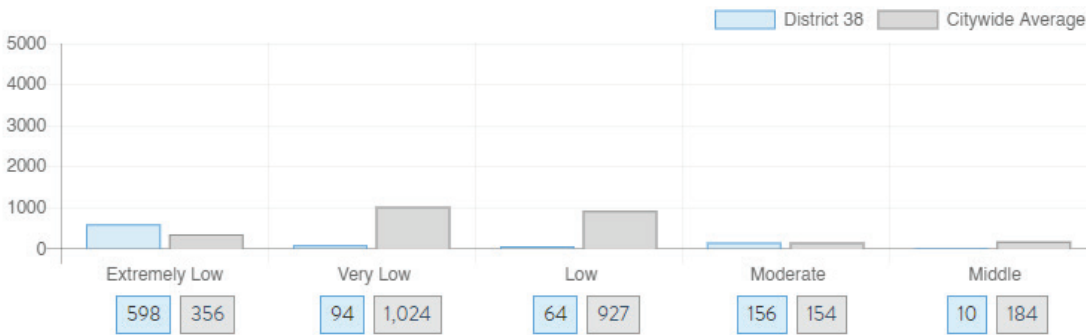 District 38 Citywide Average
5000
4000
3000
2000
1000
0
Extremely Low Very Low Low Moderate Middle
598 356 94 1,024 64 927 156 154 10 184